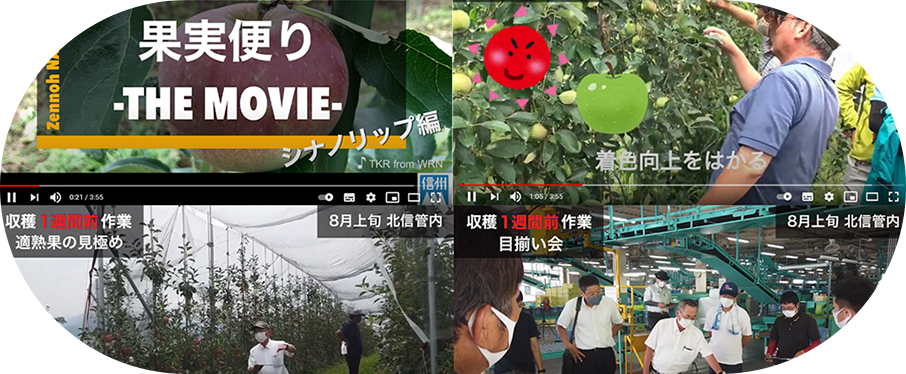 果実便り
-THE MOVIE-
Zennoh N
シナノリップ編
♪ TKR from WRN
信州
0:21 / 3:55
着色向上をはかる
1:05 / 3:55
収穫1週間前作業
適熟果の見極め
8月上旬 北信管内
収穫1週間前作業
目揃い会
8月上旬 北信管内